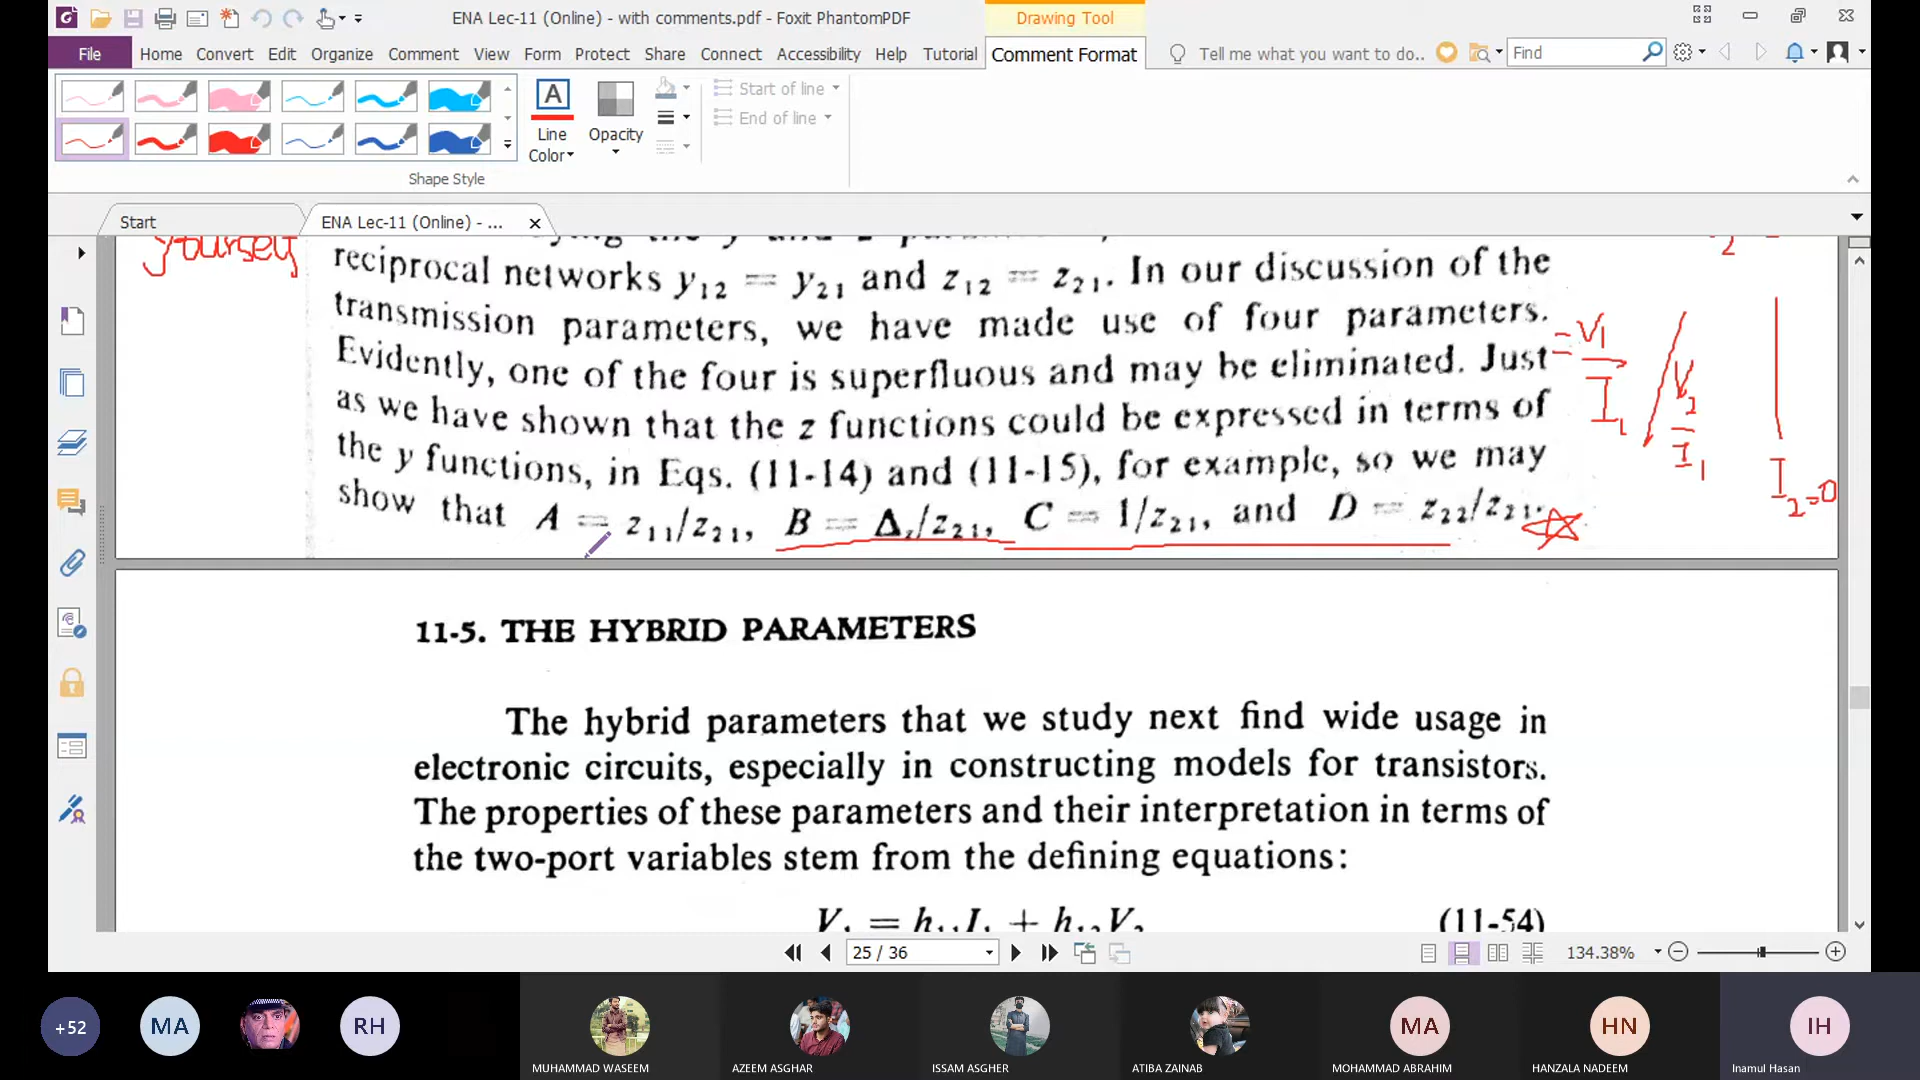 ENA Lec-11 (Online) - with comments.pdf - Foxit PhantomPDF
Drawing Tool
File Home Convert Edit Organize Comment View Form Protect Share Connect Accessibility Help Tutorial Comment Format Tell me what you want to do.. Find
Start of line
End of line
Line Color
Opacity
Shape Style
Start
ENA Lec-11 (Online) - ...
yourself
reciprocal networks y12 = y21 and z12 = z21. In our discussion of the
transmission parameters, we have made use of four parameters.
Evidently, one of the four is superfluous and may be eliminated. Just
as we have shown that the z functions could be expressed in terms of
the y functions, in Eqs. (11-14) and (11-15), for example, so we may
show that A = z11/z21, B = Δz/z21, C = 1/z21, and D = z22/z21.
= V1
I1
V2
I1
I2=0
11-5. THE HYBRID PARAMETERS
The hybrid parameters that we study next find wide usage in
electronic circuits, especially in constructing models for transistors.
The properties of these parameters and their interpretation in terms of
the two-port variables stem from the defining equations:
V1 = h11I1 + h12V2 (11-54)
25 / 36
134.38%
+52
MA
RH
MA
HN
IH
MUHAMMAD WASEEM
AZEEM ASGHAR
ISSAM ASGHER
ATIBA ZAINAB
MOHAMMAD ABRAHIM
HANZALA NADEEM
Inamul Hasan